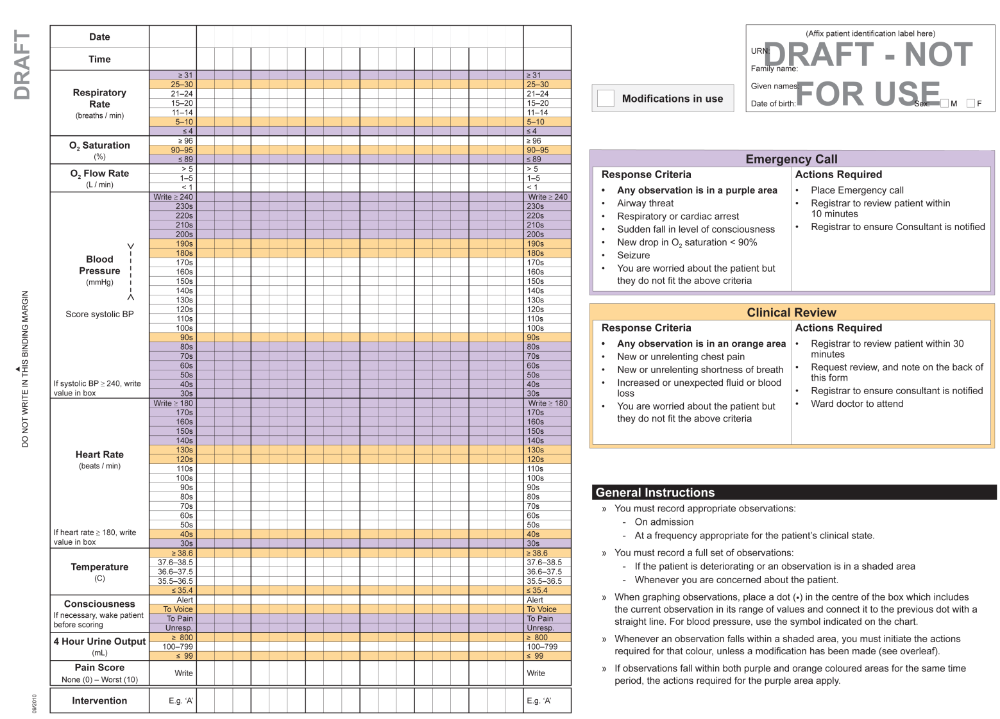 DRAFT
DO NOT WRITE IN THIS BINDING MARGIN
09/2010
Date
Time
Respiratory
Rate
(breaths / min)
≥ 31 ≥ 31
25–30 25–30
21–24 21–24
15–20 15–20
11–14 11–14
5–10 5–10
≤ 4 ≤ 4
O2 Saturation
(%)
≥ 96 ≥ 96
90–95 90–95
≤ 89 ≤ 89
O2 Flow Rate
(L / min)
> 5 > 5
1–5 1–5
< 1 < 1
Blood
Pressure
(mmHg)
Score systolic BP
If systolic BP ≥ 240, write
value in box
Write ≥ 240 Write ≥ 240
230s 230s
220s 220s
210s 210s
200s 200s
190s 190s
180s 180s
170s 170s
160s 160s
150s 150s
140s 140s
130s 130s
120s 120s
110s 110s
100s 100s
90s 90s
80s 80s
70s 70s
60s 60s
50s 50s
40s 40s
30s 30s
Heart Rate
(beats / min)
If heart rate ≥ 180, write
value in box
Write ≥ 180 Write ≥ 180
170s 170s
160s 160s
150s 150s
140s 140s
130s 130s
120s 120s
110s 110s
100s 100s
90s 90s
80s 80s
70s 70s
60s 60s
50s 50s
40s 40s
30s 30s
Temperature
(C)
≥ 38.6 ≥ 38.6
37.6–38.5 37.6–38.5
36.6–37.5 36.6–37.5
35.5–36.5 35.5–36.5
≤ 35.4 ≤ 35.4
Consciousness
If necessary, wake patient
before scoring
Alert Alert
To Voice To Voice
To Pain To Pain
Unresp. Unresp.
4 Hour Urine Output
(mL)
≥ 800 ≥ 800
100–799 100–799
≤ 99 ≤ 99
Pain Score
None (0) – Worst (10)
Write Write
Intervention E.g. ‘A’ E.g. ‘A’
Modifications in use
(Affix patient identification label here)
URN:
Family name:
Given names:
Date of birth: Sex: M F
DRAFT - NOT
FOR USE
Emergency Call
Response Criteria
• Any observation is in a purple area
• Airway threat
• Respiratory or cardiac arrest
• Sudden fall in level of consciousness
• New drop in O2 saturation < 90%
• Seizure
• You are worried about the patient but
they do not fit the above criteria
Actions Required
• Place Emergency call
• Registrar to review patient within
10 minutes
• Registrar to ensure Consultant is notified
Clinical Review
Response Criteria
• Any observation is in an orange area
• New or unrelenting chest pain
• New or unrelenting shortness of breath
• Increased or unexpected fluid or blood
loss
• You are worried about the patient but
they do not fit the above criteria
Actions Required
• Registrar to review patient within 30
minutes
• Request review, and note on the back of
this form
• Registrar to ensure consultant is notified
• Ward doctor to attend
General Instructions
» You must record appropriate observations:
- On admission
- At a frequency appropriate for the patient’s clinical state.
» You must record a full set of observations:
- If the patient is deteriorating or an observation is in a shaded area
- Whenever you are concerned about the patient.
» When graphing observations, place a dot (•) in the centre of the box which includes
the current observation in its range of values and connect it to the previous dot with a
straight line. For blood pressure, use the symbol indicated on the chart.
» Whenever an observation falls within a shaded area, you must initiate the actions
required for that colour, unless a modification has been made (see overleaf).
» If observations fall within both purple and orange coloured areas for the same time
period, the actions required for the purple area apply.